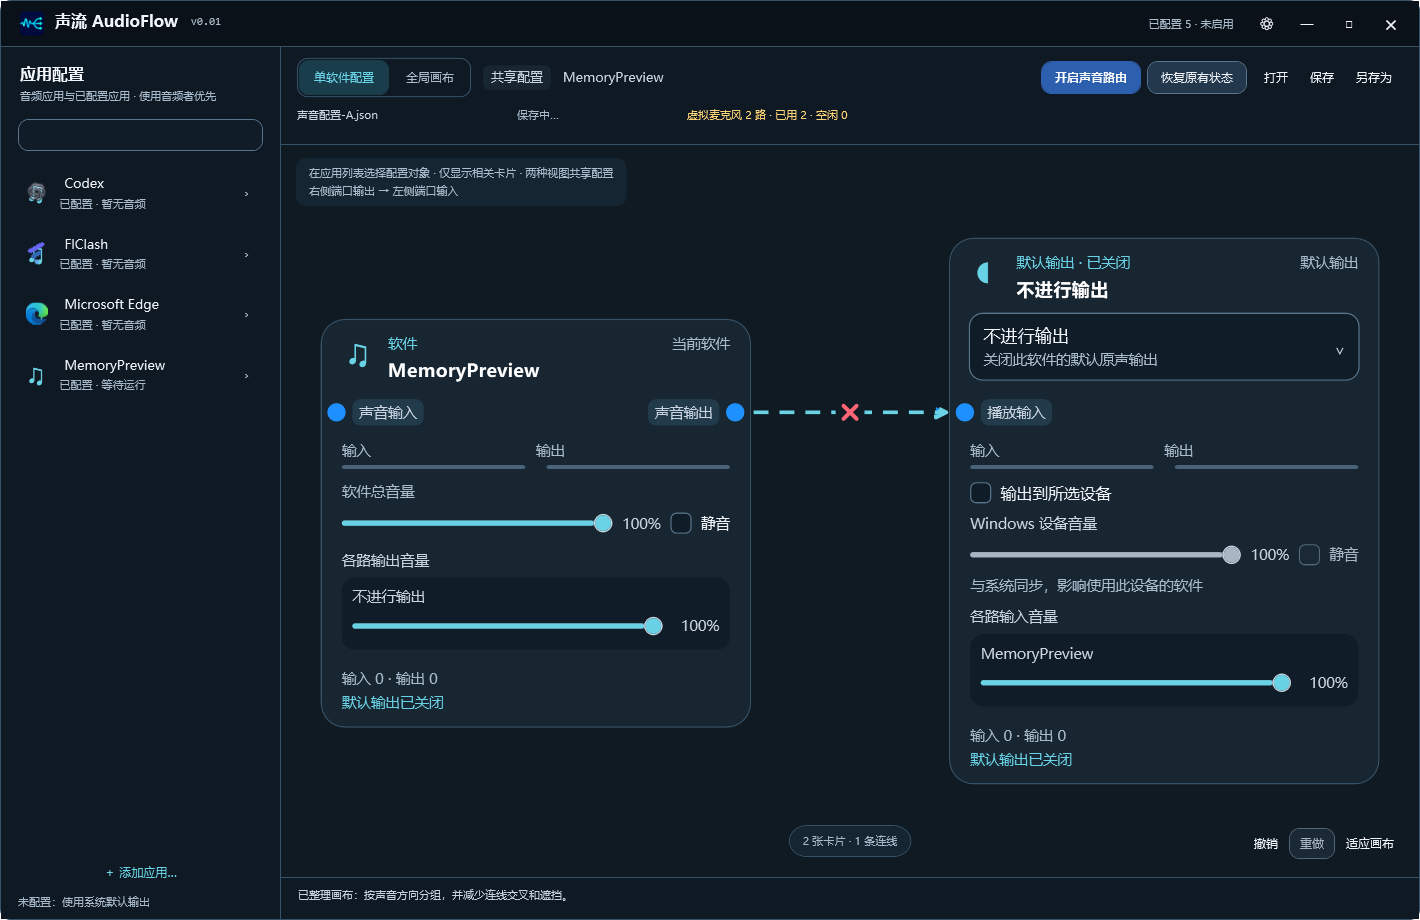 声流 AudioFlow v0.01
已配置 5 · 未启用
应用配置
音频应用与已配置应用 · 使用音频者优先
Codex
已配置 · 暂无音频
FlClash
已配置 · 暂无音频
Microsoft Edge
已配置 · 暂无音频
MemoryPreview
已配置 · 等待运行
+ 添加应用...
未配置：使用系统默认输出
单软件配置 全局画布 共享配置 MemoryPreview
开启声音路由 恢复原有状态 打开 保存 另存为
声音配置-A.json 保存中... 虚拟麦克风 2 路 · 已用 2 · 空闲 0
在应用列表选择配置对象 · 仅显示相关卡片 · 两种视图共享配置
右侧端口输出 → 左侧端口输入
软件 当前软件
MemoryPreview
声音输入 声音输出
输入 输出
软件总音量
100% 静音
各路输出音量
不进行输出
100%
输入 0 · 输出 0
默认输出已关闭
默认输出 · 已关闭 默认输出
不进行输出
不进行输出
关闭此软件的默认原声输出
播放输入
输入 输出
输出到所选设备
Windows 设备音量
100% 静音
与系统同步，影响使用此设备的软件
各路输入音量
MemoryPreview
100%
输入 0 · 输出 0
默认输出已关闭
2 张卡片 · 1 条连线
撤销 重做 适应画布
已整理画布：按声音方向分组，并减少连线交叉和遮挡。